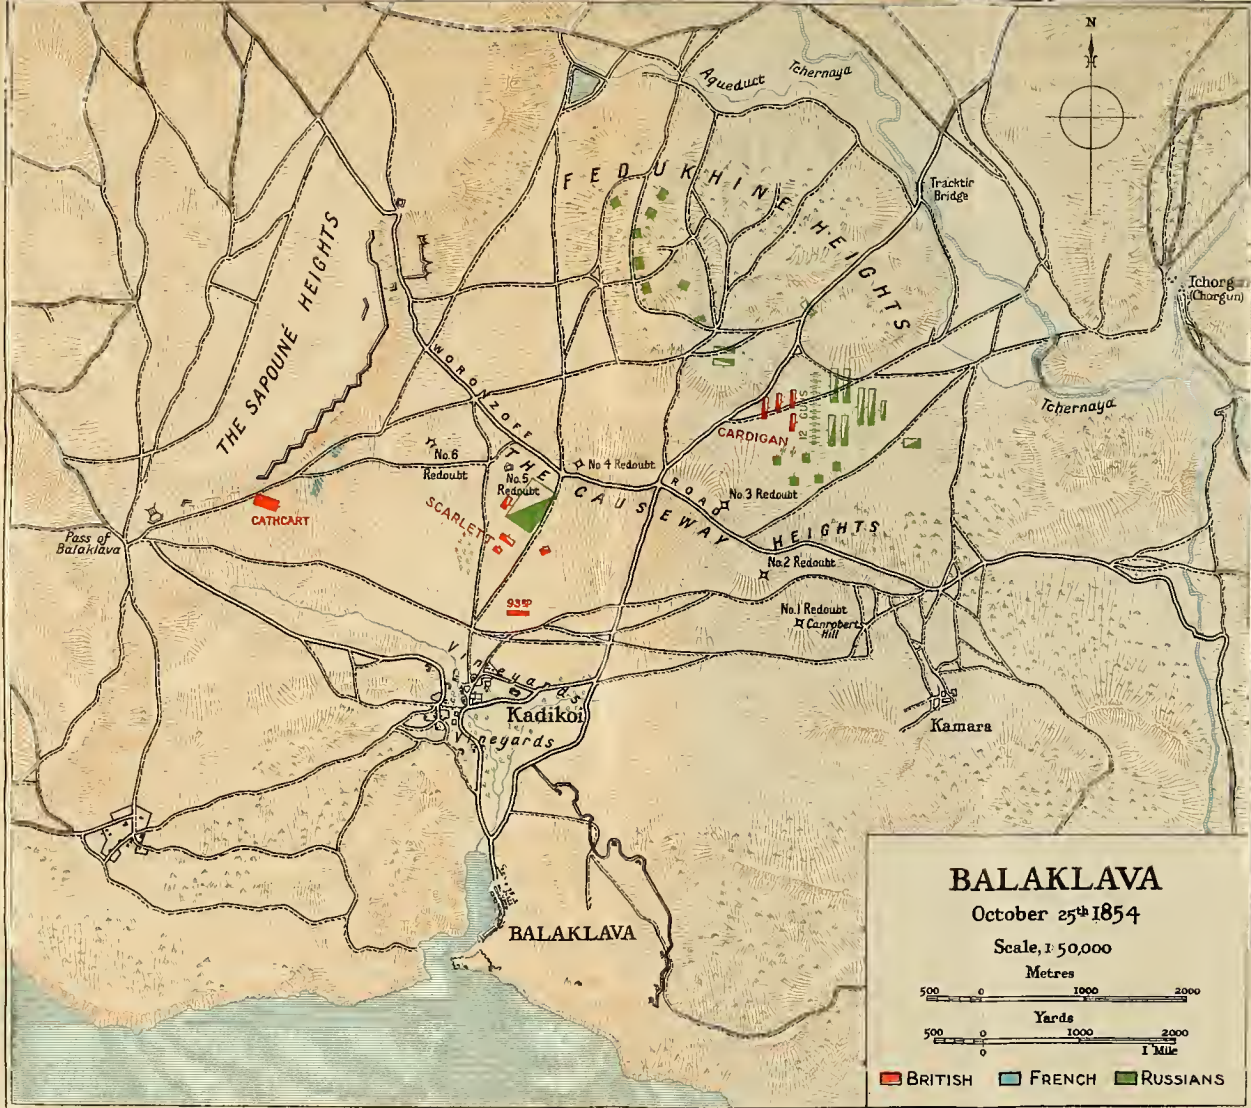 N
Aqueduct
Tchernaya
FEDUKHINE HEIGHTS
Tracktir
Bridge
Tchorg
(Chorgun)
THE SAPOUNÉ HEIGHTS
WORONZOFF
ROAD
Tchernaya
CARDIGAN
12 GUNS
No.6
Redoubt
No.5
Redoubt
No 4 Redoubt
No.3 Redoubt
THE CAUSEWAY HEIGHTS
CATHCART
SCARLETT
Pass of
Balaklava
No.2 Redoubt
93RD
No.1 Redoubt
Canrobert
Hill
Vineyards
Kadikoi
Vineyards
Kamara
BALAKLAVA
BALAKLAVA
October 25th 1854
Scale, 1:50,000
Metres
500 0 1000 2000
Yards
500 0 1000 2000
0 1 Mile
BRITISH FRENCH RUSSIANS